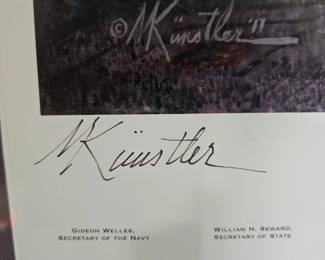 © MKünstler '11
MKünstler
GIDEON WELLES,
SECRETARY OF THE NAVY
WILLIAM H. SEWARD,
SECRETARY OF STATE